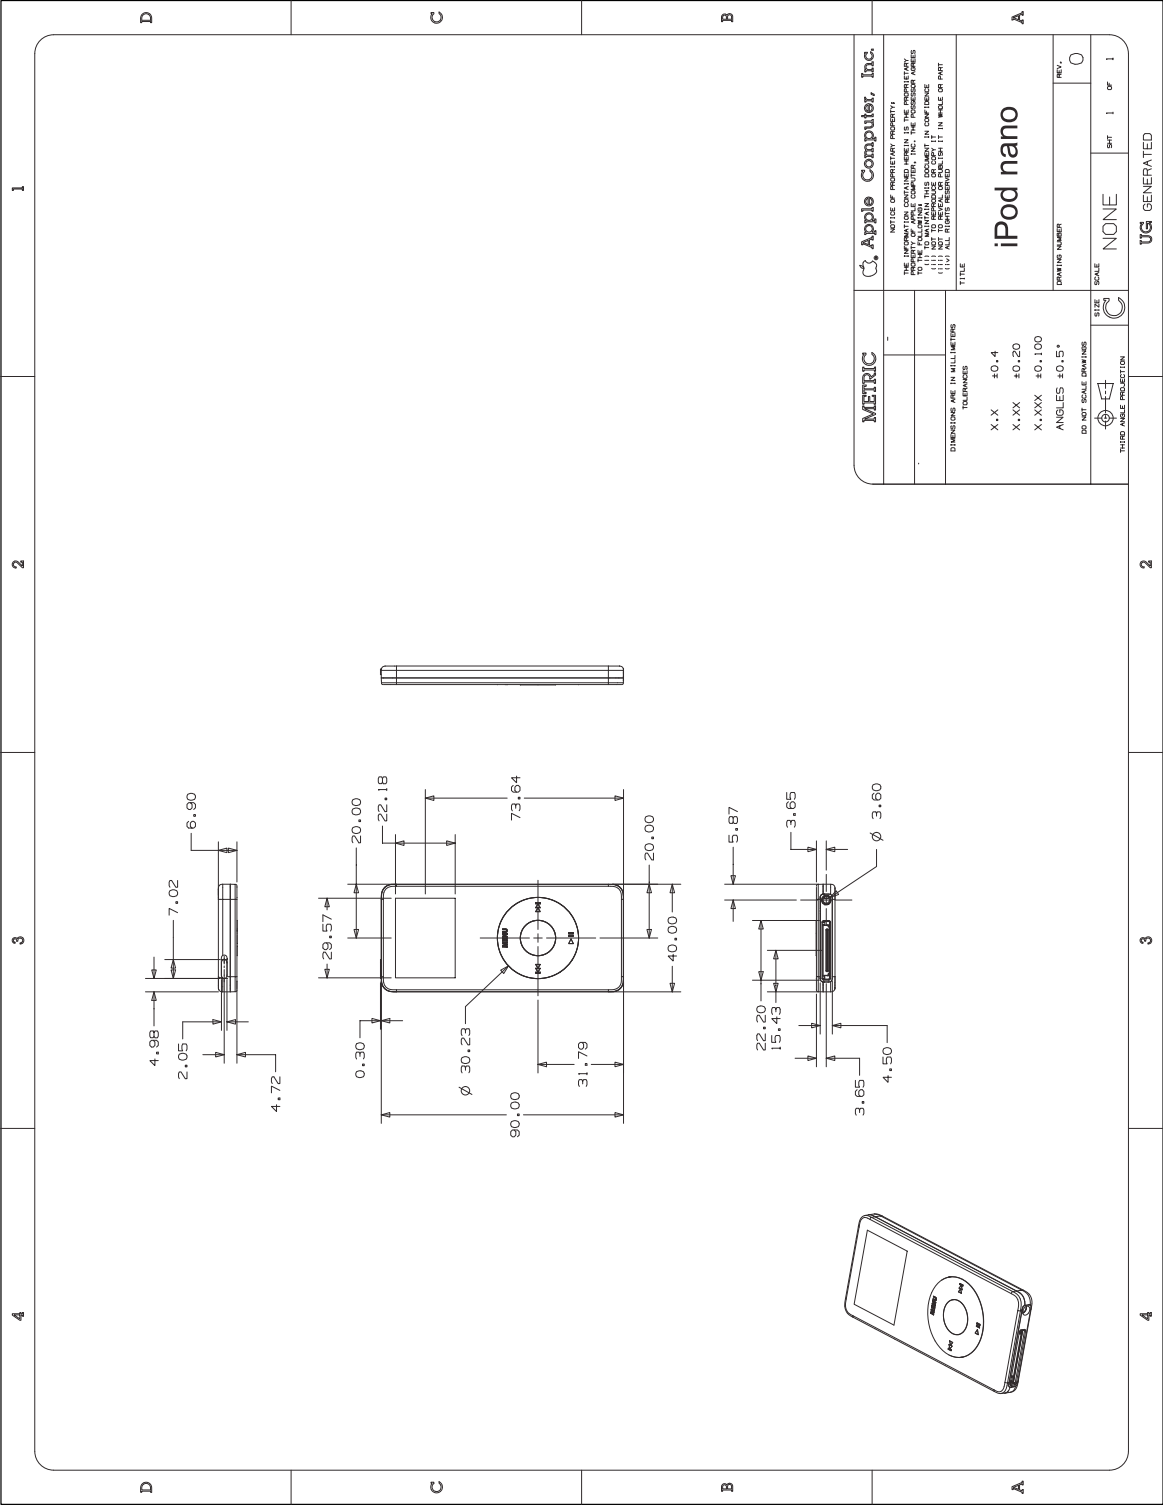 D
C
B
A
1
2
3
4
6.90
7.02
4.98
2.05
4.72
20.00
22.18
73.64
29.57
20.00
40.00
0.30
Ø 30.23
31.79
90.00
5.87
3.65
Ø 3.60
22.20
15.43
3.65
4.50
MENU
MENU
METRIC
Apple Computer, Inc.
NOTICE OF PROPRIETARY PROPERTY:
THE INFORMATION CONTAINED HEREIN IS THE PROPRIETARY
PROPERTY OF APPLE COMPUTER, INC. THE POSSESSOR AGREES
TO THE FOLLOWING:
(i) TO MAINTAIN THIS DOCUMENT IN CONFIDENCE
(ii) NOT TO REPRODUCE OR COPY IT
(iii) NOT TO REVEAL OR PUBLISH IT IN WHOLE OR PART
(iv) ALL RIGHTS RESERVED
DIMENSIONS ARE IN MILLIMETERS
TOLERANCES
X.X ±0.4
X.XX ±0.20
X.XXX ±0.100
ANGLES ±0.5°
DO NOT SCALE DRAWINGS
THIRD ANGLE PROJECTION
TITLE
iPod nano
DRAWING NUMBER
REV.
0
SIZE
C
SCALE
NONE
SHT 1 OF 1
UG GENERATED
1
2
3
4
D
C
B
A